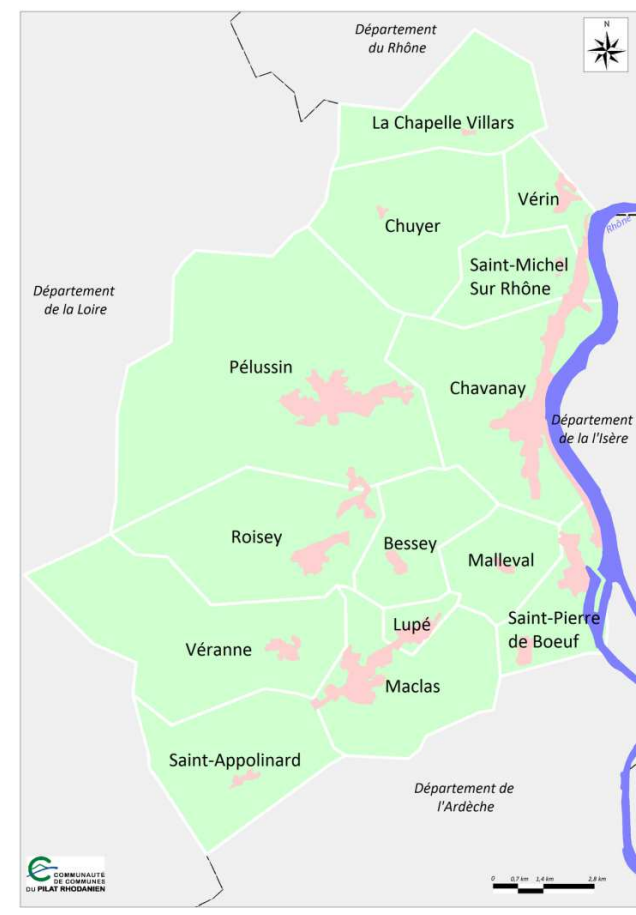 Département
du Rhône
N
La Chapelle Villars
Vérin
Chuyer
Rhône
Saint-Michel
Sur Rhône
Département
de la Loire
Pélussin
Chavanay
Département
de la l'Isère
Roisey
Bessey
Malleval
Lupé
Saint-Pierre
de Boeuf
Véranne
Maclas
Saint-Appolinard
Département de
l'Ardèche
COMMUNAUTÉ
DE COMMUNES
DU PILAT RHODANIEN
0 0,7 km 1,4 km 2,8 km